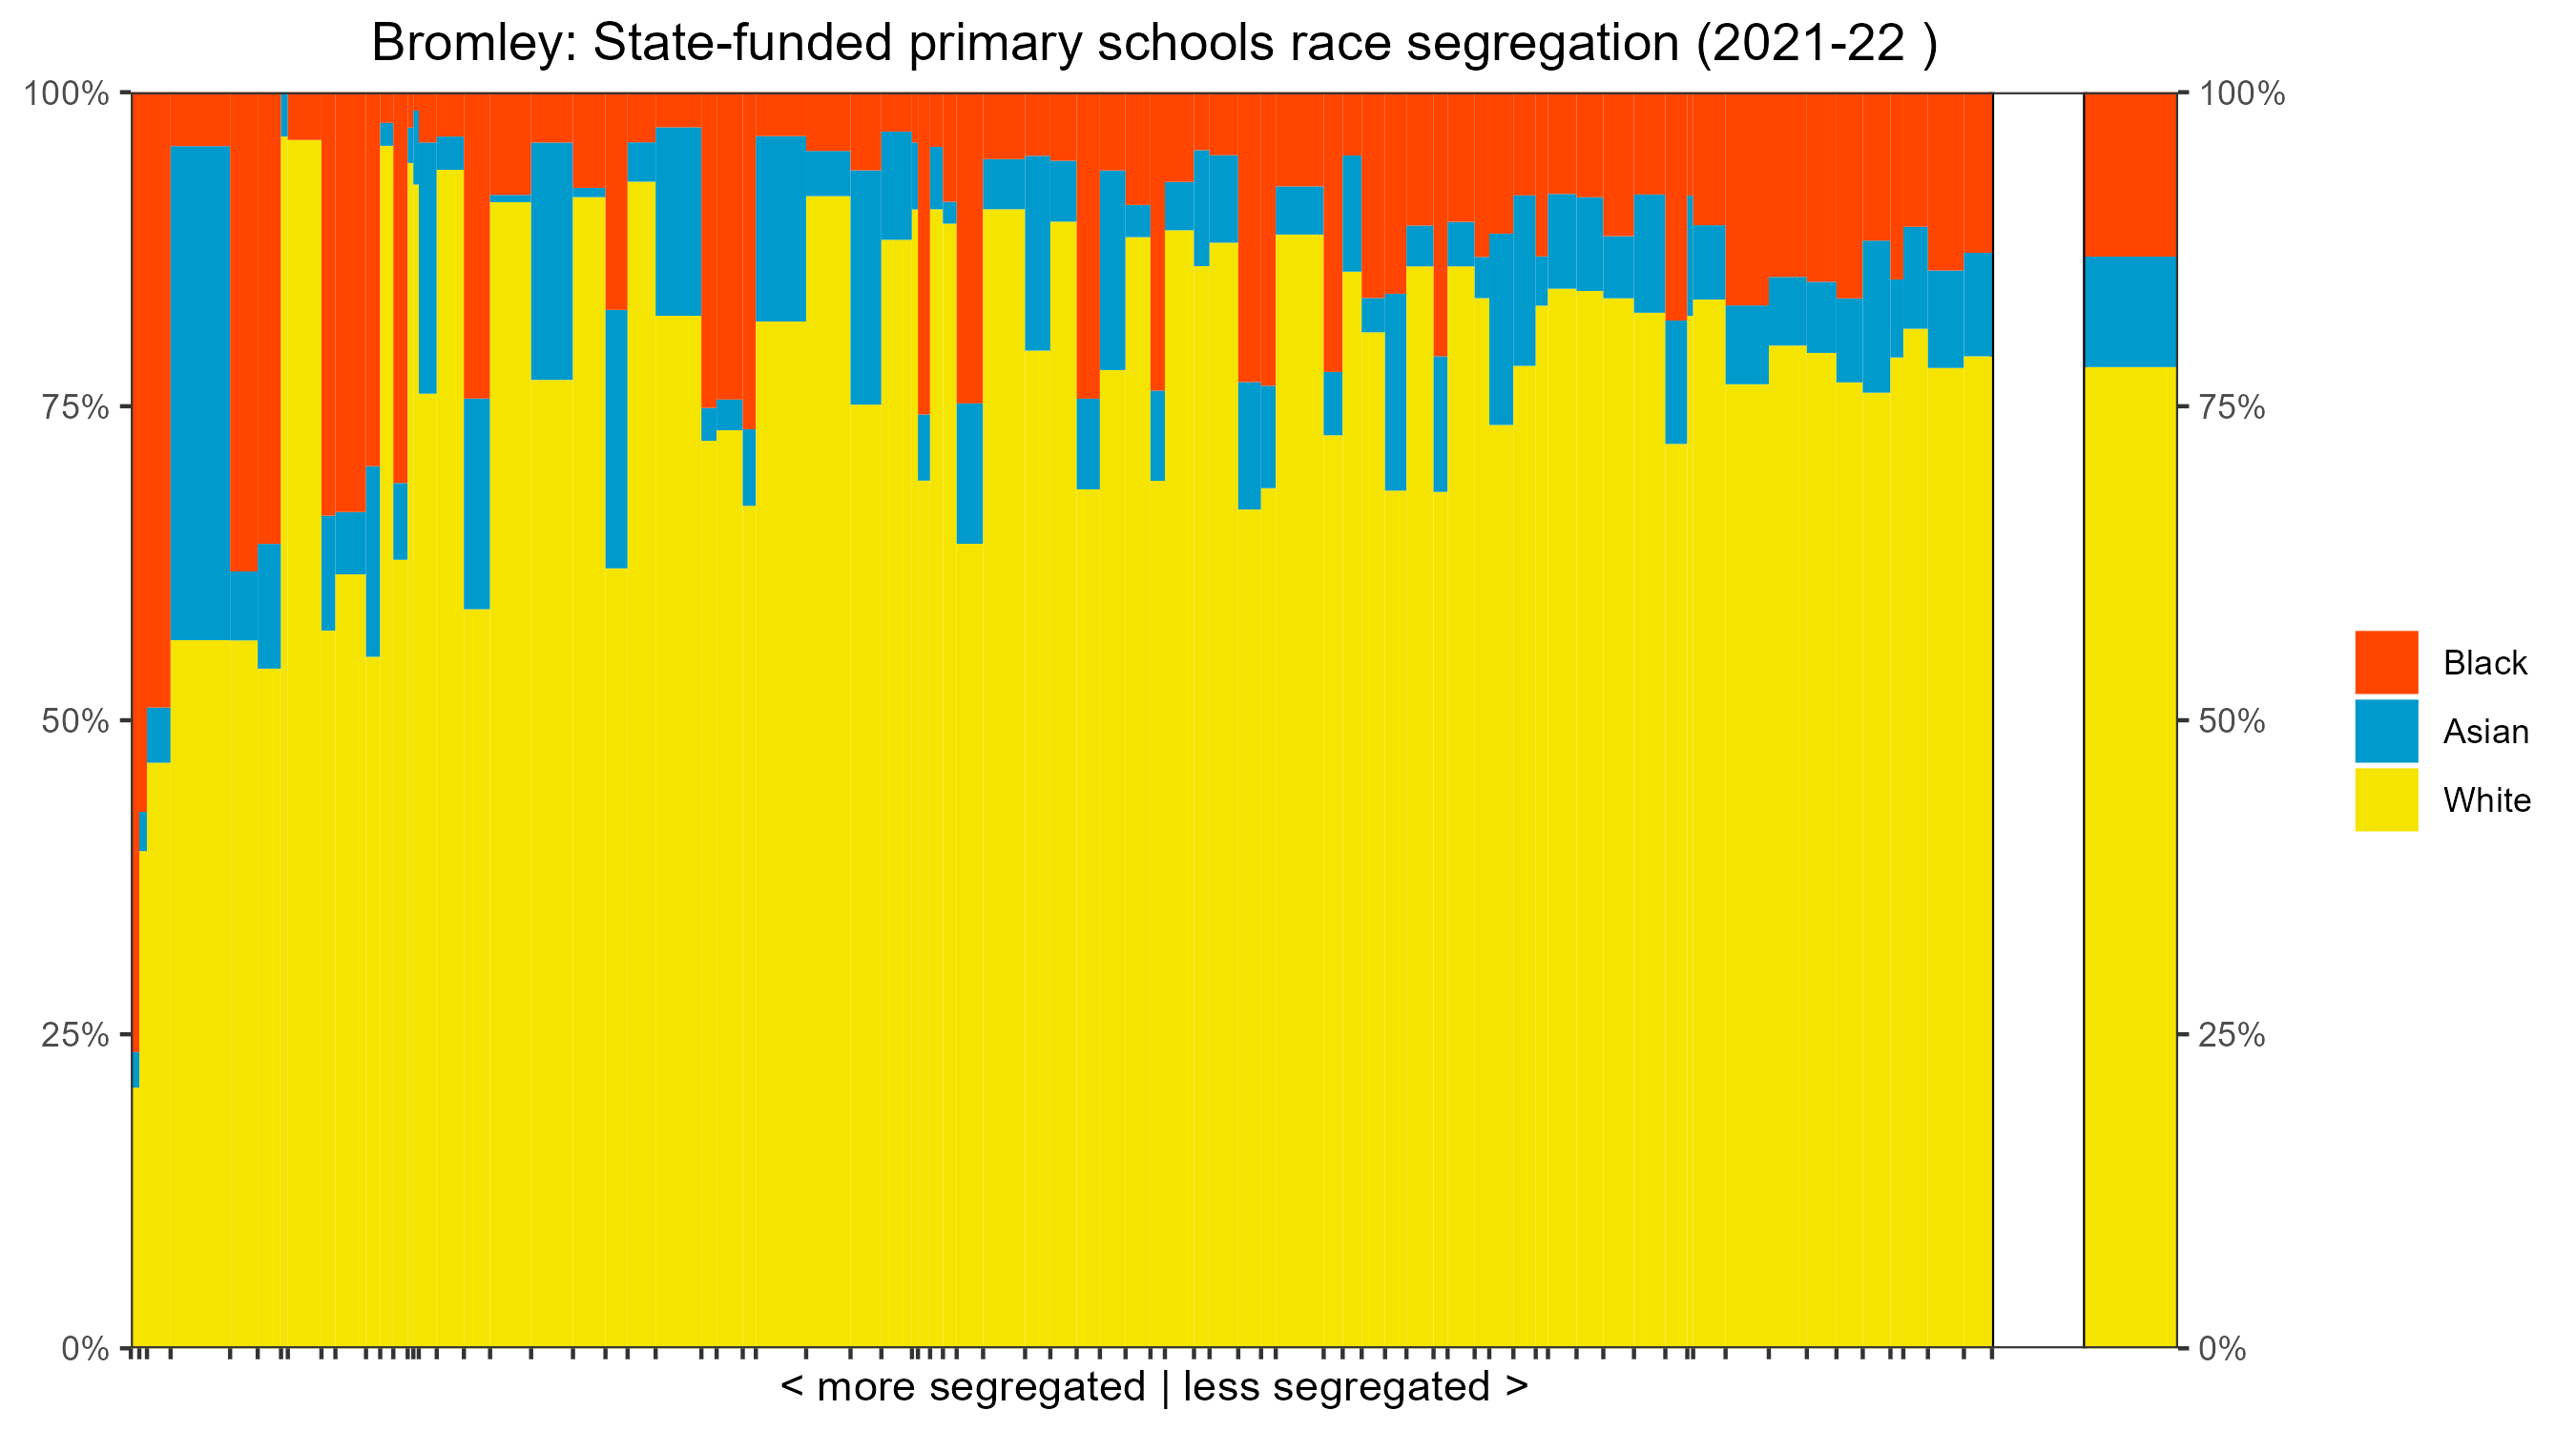 Bromley: State-funded primary schools race segregation (2021-22 )
100%
75%
50%
25%
0%
100%
75%
50%
25%
0%
Black
Asian
White
< more segregated | less segregated >